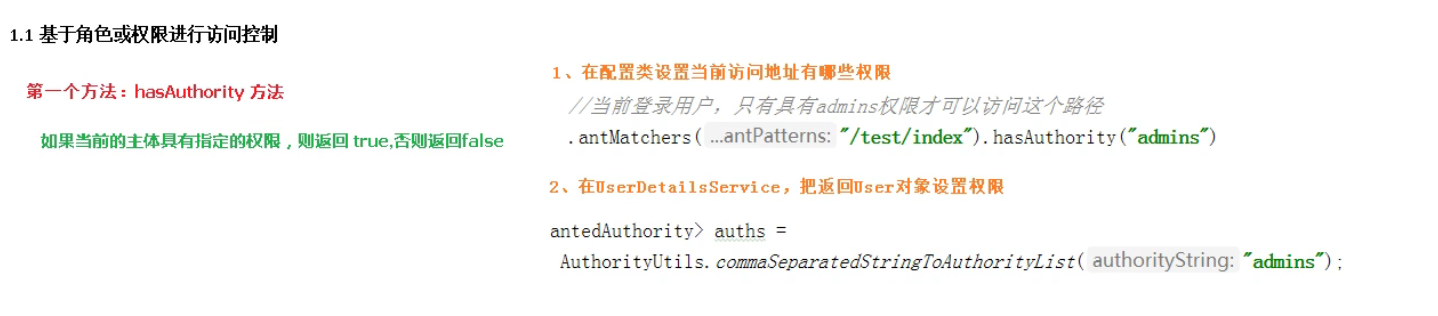 1.1 基于角色或权限进行访问控制
第一个方法：hasAuthority 方法
如果当前的主体具有指定的权限，则返回 true,否则返回false
1、在配置类设置当前访问地址有哪些权限
//当前登录用户，只有具有admins权限才可以访问这个路径
.antMatchers( ...antPatterns: "/test/index").hasAuthority("admins")
2、在UserDetailsService，把返回User对象设置权限
antedAuthority> auths =
AuthorityUtils.commaSeparatedStringToAuthorityList( authorityString: "admins");